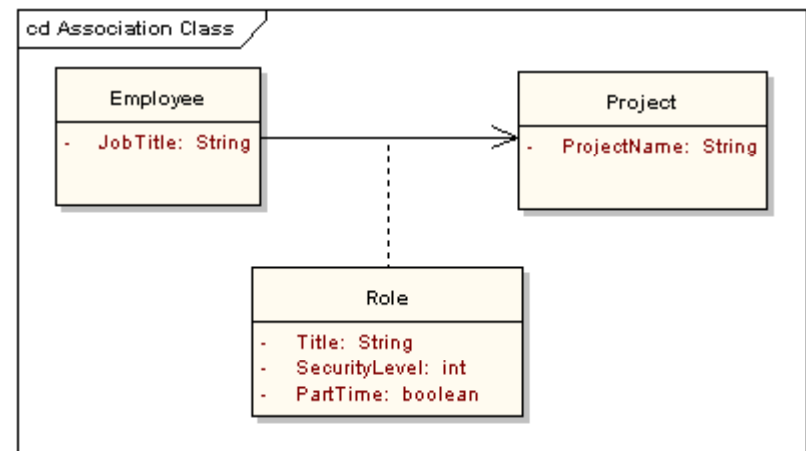 cd Association Class
Employee
- JobTitle: String
Project
- ProjectName: String
Role
- Title: String
- SecurityLevel: int
- PartTime: boolean